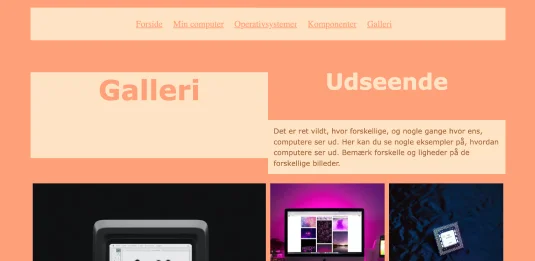 Forside Min computer Operativsystemer Komponenter Galleri
Galleri
Udseende
Det er ret vildt, hvor forskellige, og nogle gange hvor ens,
computere ser ud. Her kan du se nogle eksempler på, hvordan
computere ser ud. Bemærk forskelle og ligheder på de
forskellige billeder.